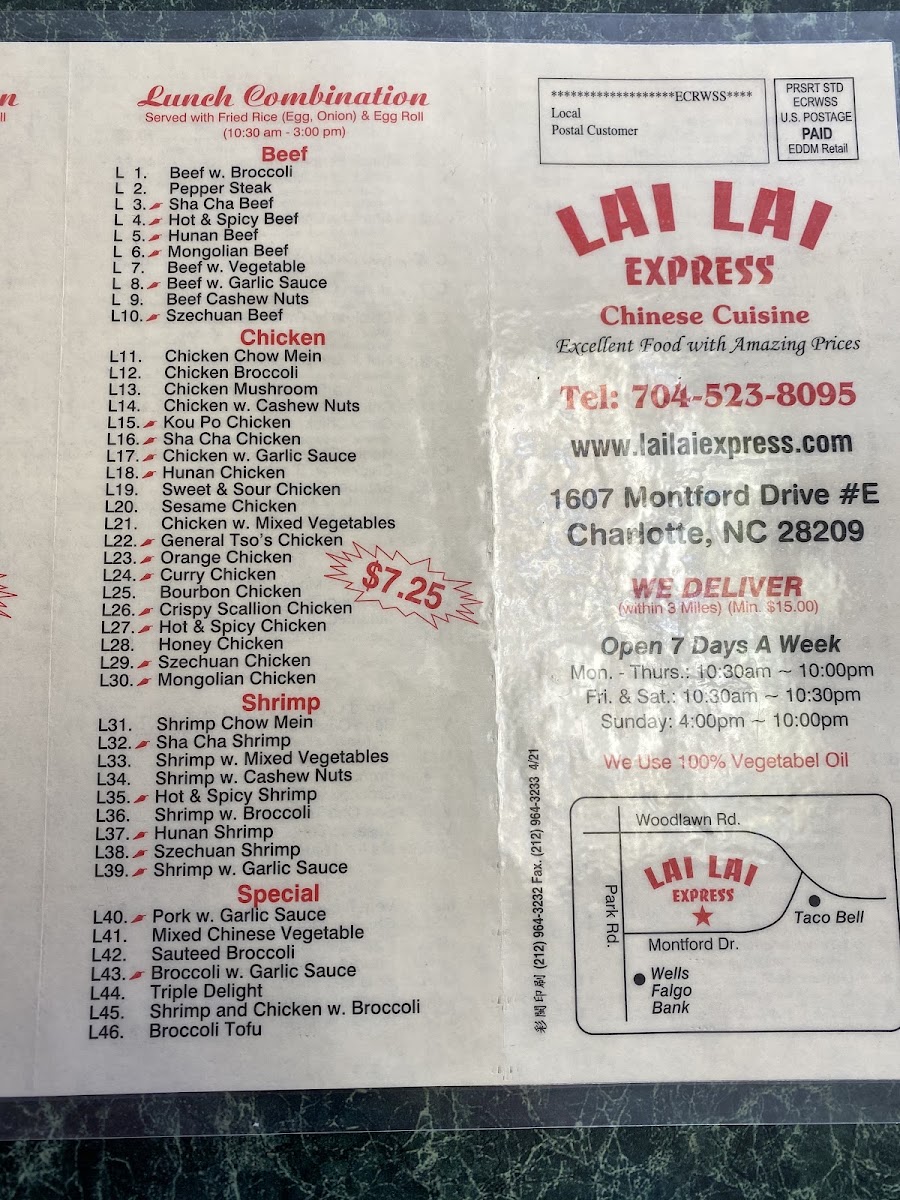 n
ll
Lunch Combination
Served with Fried Rice (Egg, Onion) & Egg Roll
(10:30 am - 3:00 pm)
Beef
L 1. Beef w. Broccoli
L 2. Pepper Steak
L 3. Sha Cha Beef
L 4. Hot & Spicy Beef
L 5. Hunan Beef
L 6. Mongolian Beef
L 7. Beef w. Vegetable
L 8. Beef w. Garlic Sauce
L 9. Beef Cashew Nuts
L10. Szechuan Beef
Chicken
L11. Chicken Chow Mein
L12. Chicken Broccoli
L13. Chicken Mushroom
L14. Chicken w. Cashew Nuts
L15. Kou Po Chicken
L16. Sha Cha Chicken
L17. Chicken w. Garlic Sauce
L18. Hunan Chicken
L19. Sweet & Sour Chicken
L20. Sesame Chicken
L21. Chicken w. Mixed Vegetables
L22. General Tso's Chicken
L23. Orange Chicken
L24. Curry Chicken
L25. Bourbon Chicken
L26. Crispy Scallion Chicken
L27. Hot & Spicy Chicken
L28. Honey Chicken
L29. Szechuan Chicken
L30. Mongolian Chicken
$7.25
Shrimp
L31. Shrimp Chow Mein
L32. Sha Cha Shrimp
L33. Shrimp w. Mixed Vegetables
L34. Shrimp w. Cashew Nuts
L35. Hot & Spicy Shrimp
L36. Shrimp w. Broccoli
L37. Hunan Shrimp
L38. Szechuan Shrimp
L39. Shrimp w. Garlic Sauce
Special
L40. Pork w. Garlic Sauce
L41. Mixed Chinese Vegetable
L42. Sauteed Broccoli
L43. Broccoli w. Garlic Sauce
L44. Triple Delight
L45. Shrimp and Chicken w. Broccoli
L46. Broccoli Tofu
*******************ECRWSS****
Local
Postal Customer
PRSRT STD
ECRWSS
U.S. POSTAGE
PAID
EDDM Retail
LAI LAI
EXPRESS
Chinese Cuisine
Excellent Food with Amazing Prices
Tel: 704-523-8095
www.lailaiexpress.com
1607 Montford Drive #E
Charlotte, NC 28209
WE DELIVER
(within 3 Miles) (Min. $15.00)
Open 7 Days A Week
Mon. - Thurs.: 10:30am ~ 10:00pm
Fri. & Sat.: 10:30am ~ 10:30pm
Sunday: 4:00pm ~ 10:00pm
We Use 100% Vegetabel Oil
彩閣印刷 (212) 964-3232 Fax. (212) 964-3233 4/21
Woodlawn Rd.
LAI LAI
EXPRESS
Park Rd.
Taco Bell
Montford Dr.
Wells
Falgo
Bank